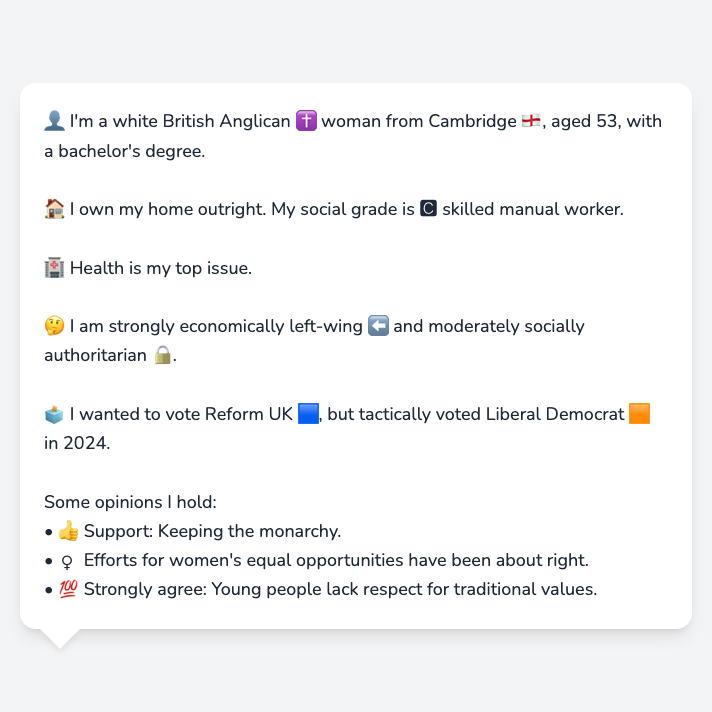 👤 I'm a white British Anglican ✝️ woman from Cambridge 🏴󠁧󠁢󠁥󠁮󠁧󠁿, aged 53, with
a bachelor's degree.
🏠 I own my home outright. My social grade is 🅲 skilled manual worker.
🏥 Health is my top issue.
🤔 I am strongly economically left-wing ⬅️ and moderately socially
authoritarian 🔒.
🗳️ I wanted to vote Reform UK 🟦, but tactically voted Liberal Democrat 🟧
in 2024.
Some opinions I hold:
• 👍 Support: Keeping the monarchy.
• ♀ Efforts for women's equal opportunities have been about right.
• 💯 Strongly agree: Young people lack respect for traditional values.